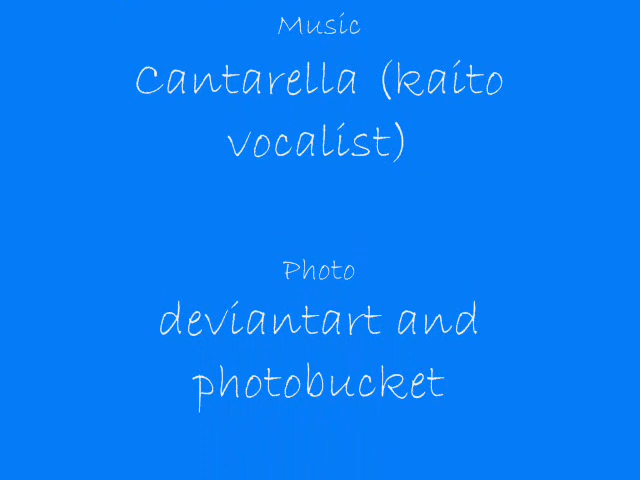 Music
Cantarella (kaito
vocalist)
Photo
deviantart and
photobucket